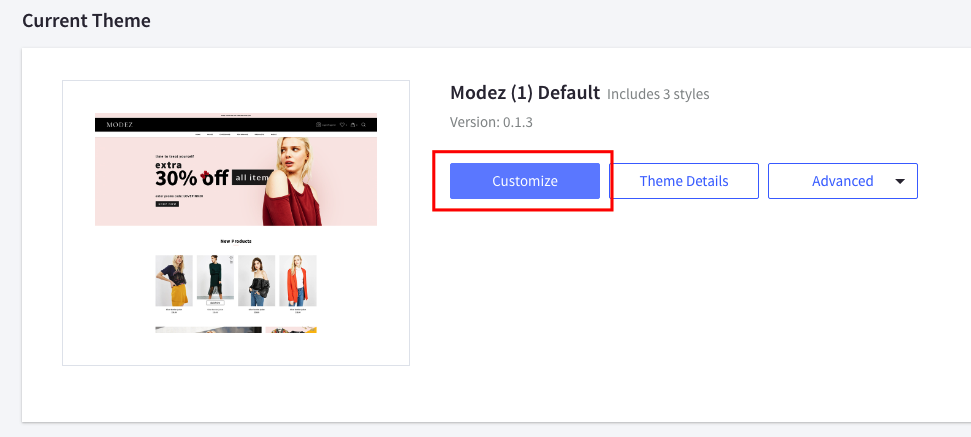 Current Theme
Modez (1) Default Includes 3 styles
Version: 0.1.3
Customize
Theme Details
Advanced
MODEZ
extra
30% off all item
New Products